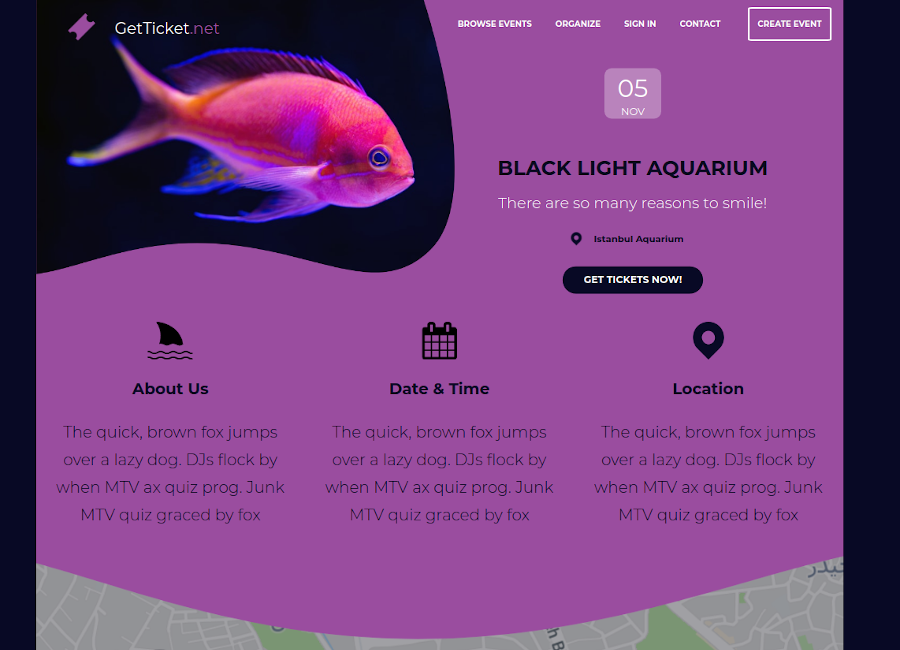 GetTicket.net
BROWSE EVENTS ORGANIZE SIGN IN CONTACT CREATE EVENT
05
NOV
BLACK LIGHT AQUARIUM
There are so many reasons to smile!
Istanbul Aquarium
GET TICKETS NOW!
About Us
The quick, brown fox jumps
over a lazy dog. DJs flock by
when MTV ax quiz prog. Junk
MTV quiz graced by fox
Date & Time
The quick, brown fox jumps
over a lazy dog. DJs flock by
when MTV ax quiz prog. Junk
MTV quiz graced by fox
Location
The quick, brown fox jumps
over a lazy dog. DJs flock by
when MTV ax quiz prog. Junk
MTV quiz graced by fox